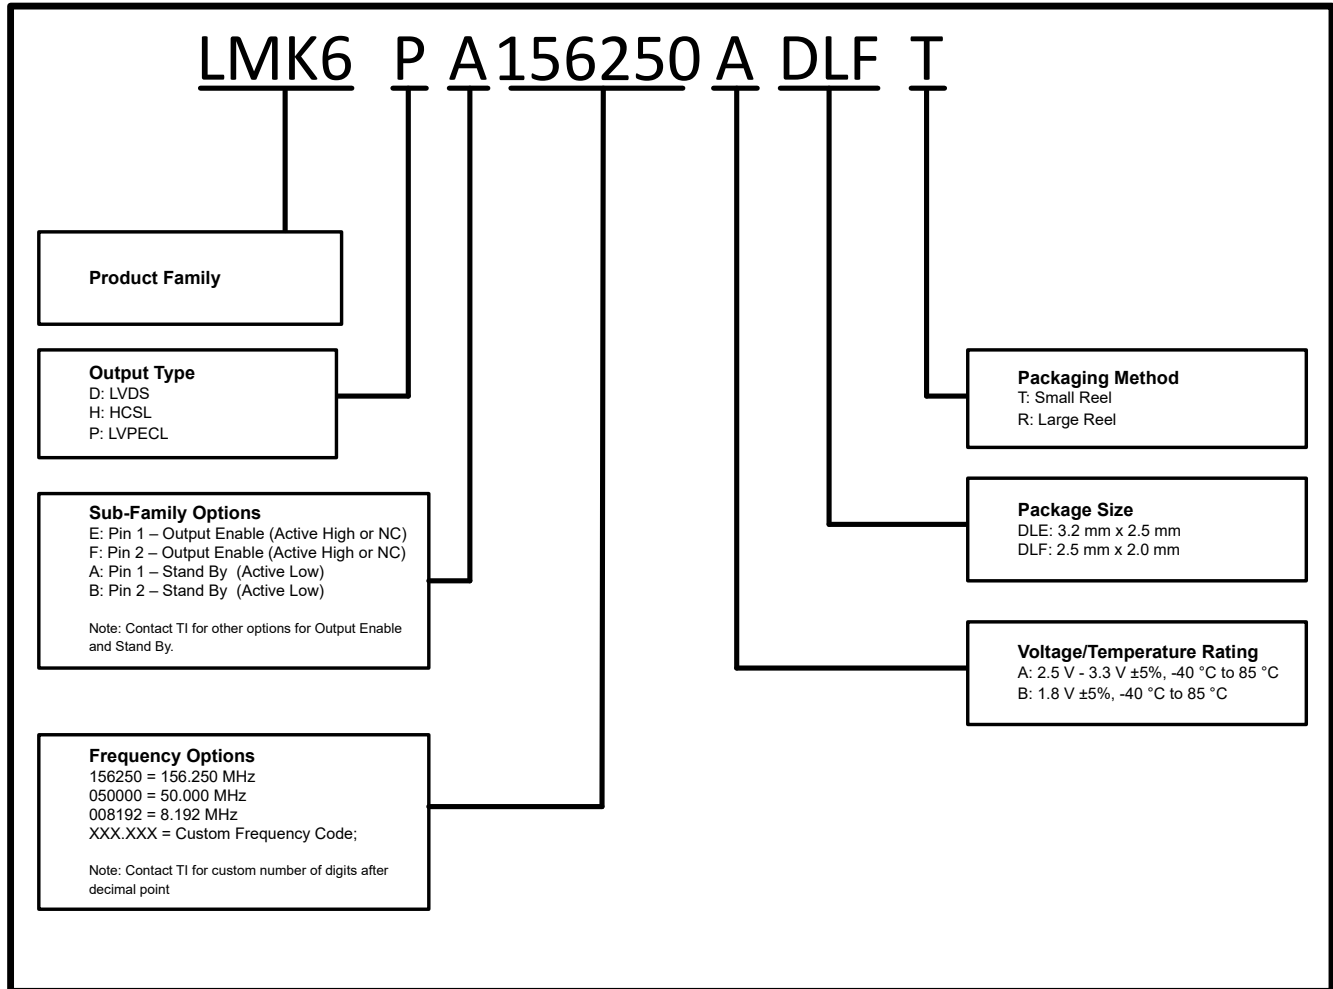 LMK6 P A 156250 A DLF T
Product Family
Output Type
D: LVDS
H: HCSL
P: LVPECL
Sub-Family Options
E: Pin 1 – Output Enable (Active High or NC)
F: Pin 2 – Output Enable (Active High or NC)
A: Pin 1 – Stand By (Active Low)
B: Pin 2 – Stand By (Active Low)
Note: Contact TI for other options for Output Enable
and Stand By.
Frequency Options
156250 = 156.250 MHz
050000 = 50.000 MHz
008192 = 8.192 MHz
XXX.XXX = Custom Frequency Code;
Note: Contact TI for custom number of digits after
decimal point
Packaging Method
T: Small Reel
R: Large Reel
Package Size
DLE: 3.2 mm x 2.5 mm
DLF: 2.5 mm x 2.0 mm
Voltage/Temperature Rating
A: 2.5 V - 3.3 V ±5%, -40 °C to 85 °C
B: 1.8 V ±5%, -40 °C to 85 °C